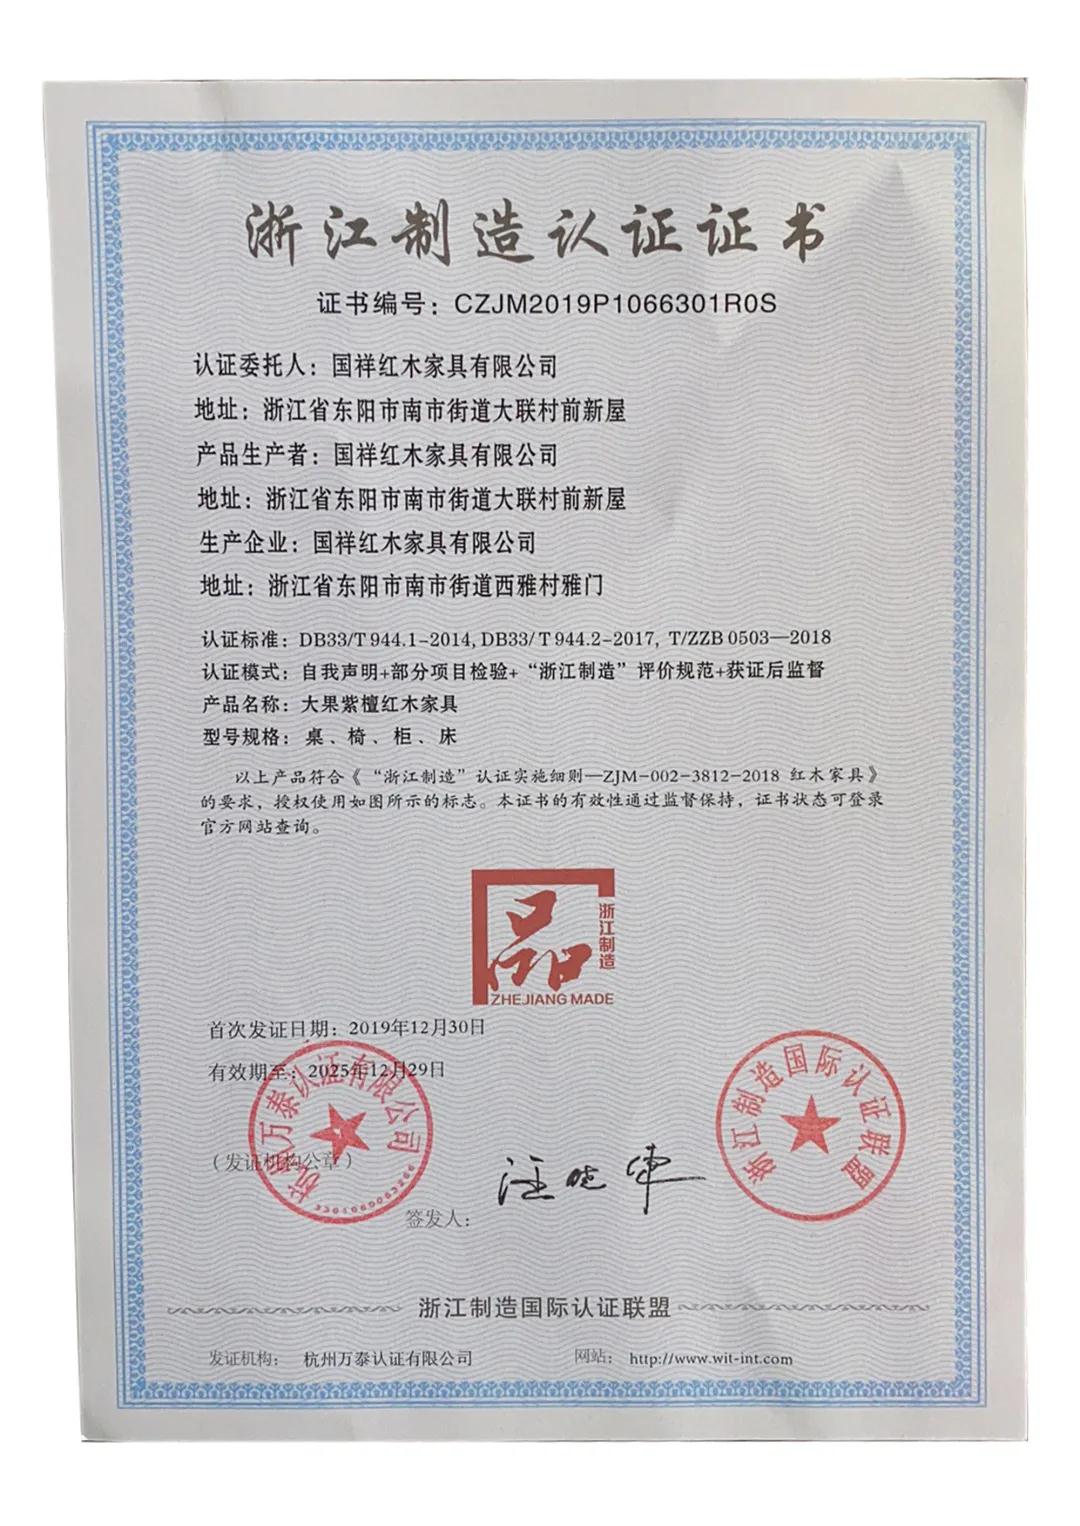 浙江制造认证证书
证书编号：CZJM2019P1066301R0S
认证委托人：国祥红木家具有限公司
地址：浙江省东阳市南市街道大联村前新屋
产品生产者：国祥红木家具有限公司
地址：浙江省东阳市南市街道大联村前新屋
生产企业：国祥红木家具有限公司
地址：浙江省东阳市南市街道西雅村雅门
认证标准：DB33/T 944.1-2014, DB33/ T 944.2-2017, T/ZZB 0503—2018
认证模式：自我声明+部分项目检验+“浙江制造”评价规范+获证后监督
产品名称：大果紫檀红木家具
型号规格：桌、椅、柜、床
以上产品符合《“浙江制造”认证实施细则—ZJM-002-3812-2018 红木家具》
的要求，授权使用如图所示的标志。本证书的有效性通过监督保持，证书状态可登录
官方网站查询。
品
浙江制造
ZHEJIANG MADE
首次发证日期：2019年12月30日
有效期至：2025年12月29日
杭州万泰认证有限公司
（发证机构公章）
签发人：
浙江制造国际认证联盟
浙江制造国际认证联盟
发证机构： 杭州万泰认证有限公司
网站： http://www.wit-int.com